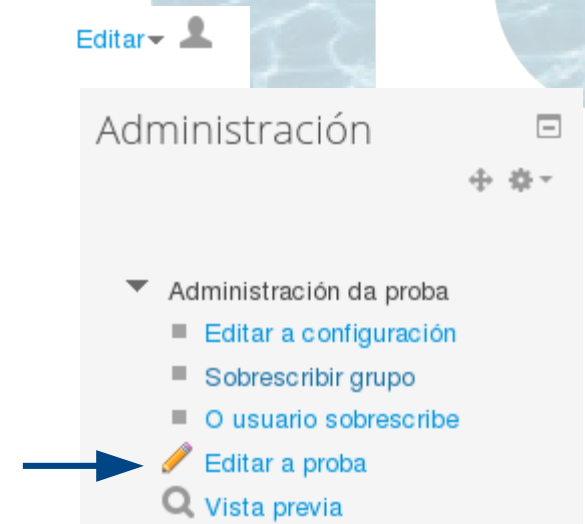 Editar
Administración
Administración da proba
Editar a configuración
Sobrescribir grupo
O usuario sobrescribe
Editar a proba
Vista previa